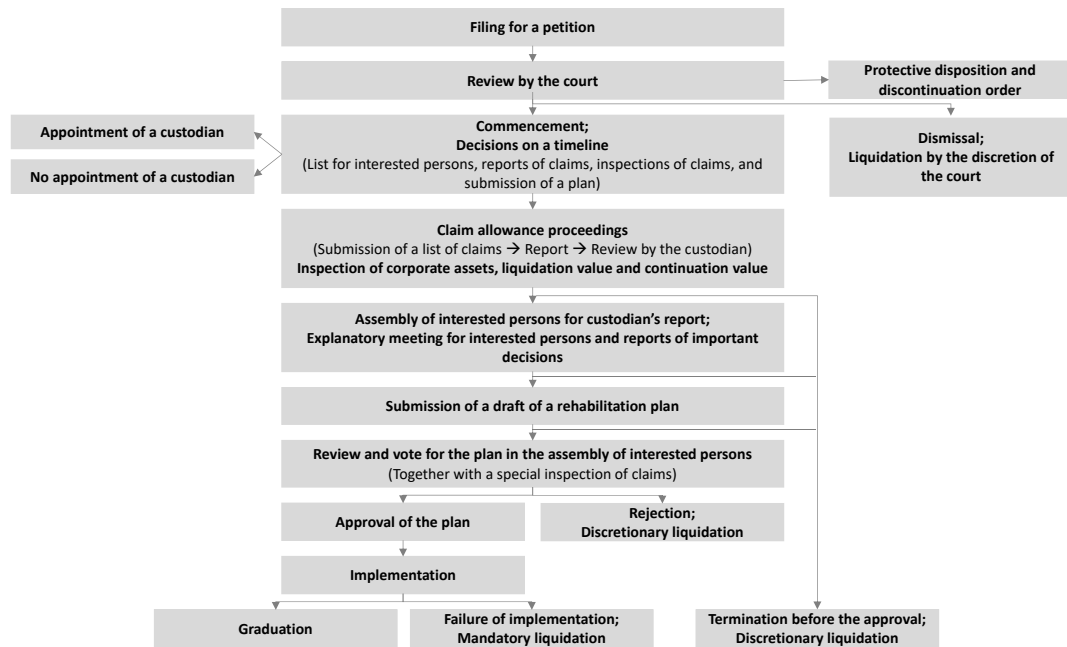 Filing for a petition
Review by the court
Protective disposition and
discontinuation order
Appointment of a custodian
No appointment of a custodian
Commencement;
Decisions on a timeline
(List for interested persons, reports of claims, inspections of claims, and
submission of a plan)
Dismissal;
Liquidation by the discretion of
the court
Claim allowance proceedings
(Submission of a list of claims → Report → Review by the custodian)
Inspection of corporate assets, liquidation value and continuation value
Assembly of interested persons for custodian’s report;
Explanatory meeting for interested persons and reports of important
decisions
Submission of a draft of a rehabilitation plan
Review and vote for the plan in the assembly of interested persons
(Together with a special inspection of claims)
Approval of the plan
Rejection;
Discretionary liquidation
Implementation
Graduation
Failure of implementation;
Mandatory liquidation
Termination before the approval;
Discretionary liquidation